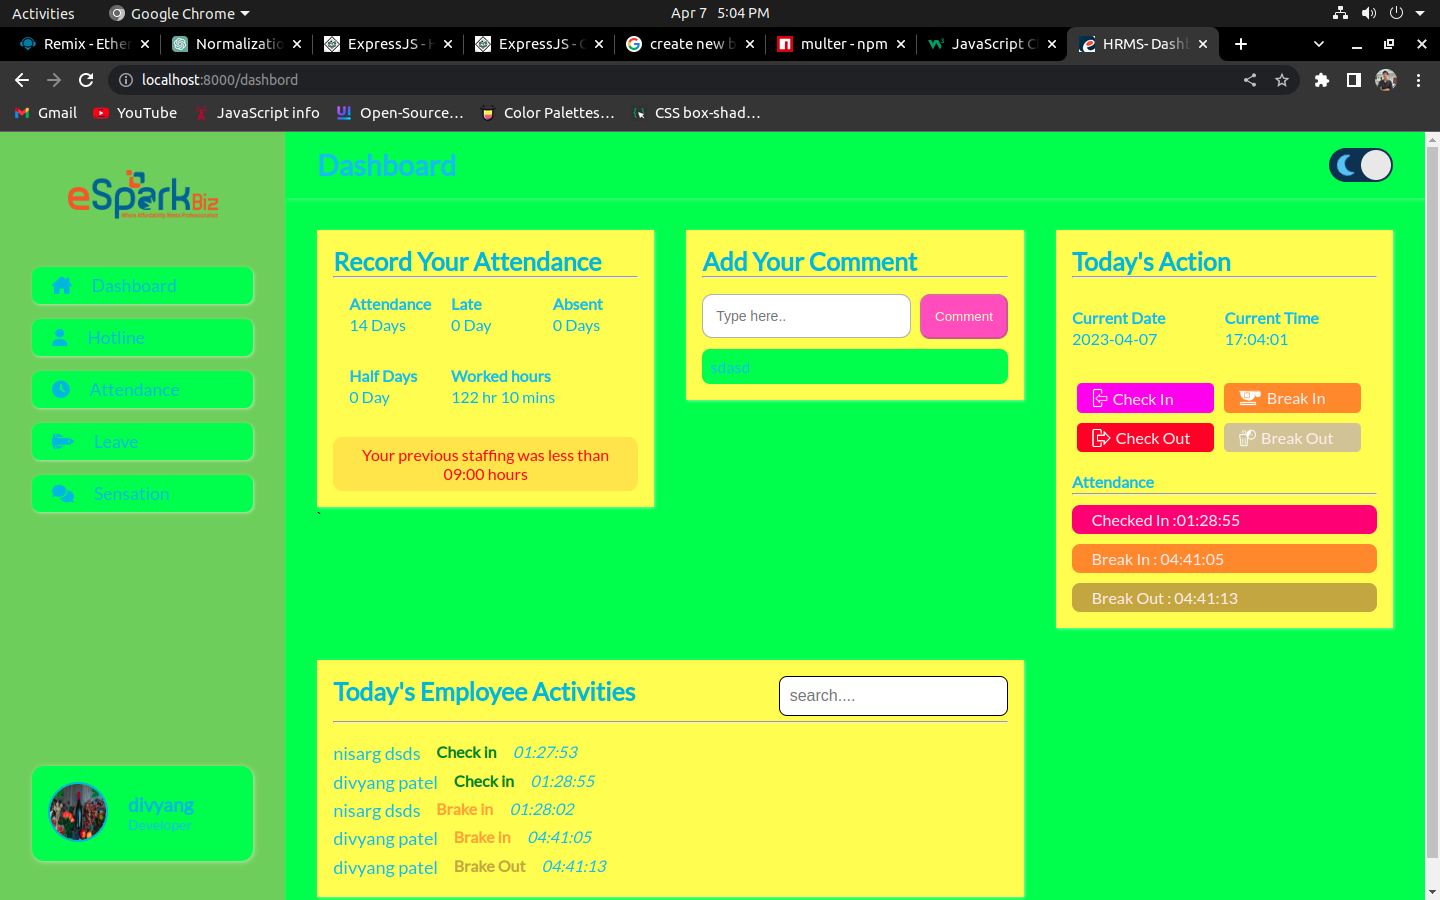 Activities
Google Chrome
Apr 7 5:04 PM
Remix - Ether
Normalizatio
ExpressJS - H
ExpressJS - C
create new b
multer - npm
JavaScript Cl
HRMS- Dashb
localhost:8000/dashbord
Gmail
YouTube
JavaScript info
Open-Source...
Color Palettes...
CSS box-shad...
eSparkBiz
Where Affordability Meets Professionalism
Dashboard
Hotline
Attendance
Leave
Sensation
divyang
Developer
Dashboard
Record Your Attendance
Attendance Late Absent
14 Days 0 Day 0 Days
Half Days Worked hours
0 Day 122 hr 10 mins
Your previous staffing was less than
09:00 hours
`
Add Your Comment
Type here.. Comment
sdasd
Today's Action
Current Date Current Time
2023-04-07 17:04:01
Check In Break In
Check Out Break Out
Attendance
Checked In :01:28:55
Break In : 04:41:05
Break Out : 04:41:13
Today's Employee Activities search....
nisarg dsds Check in 01:27:53
divyang patel Check in 01:28:55
nisarg dsds Brake in 01:28:02
divyang patel Brake in 04:41:05
divyang patel Brake Out 04:41:13